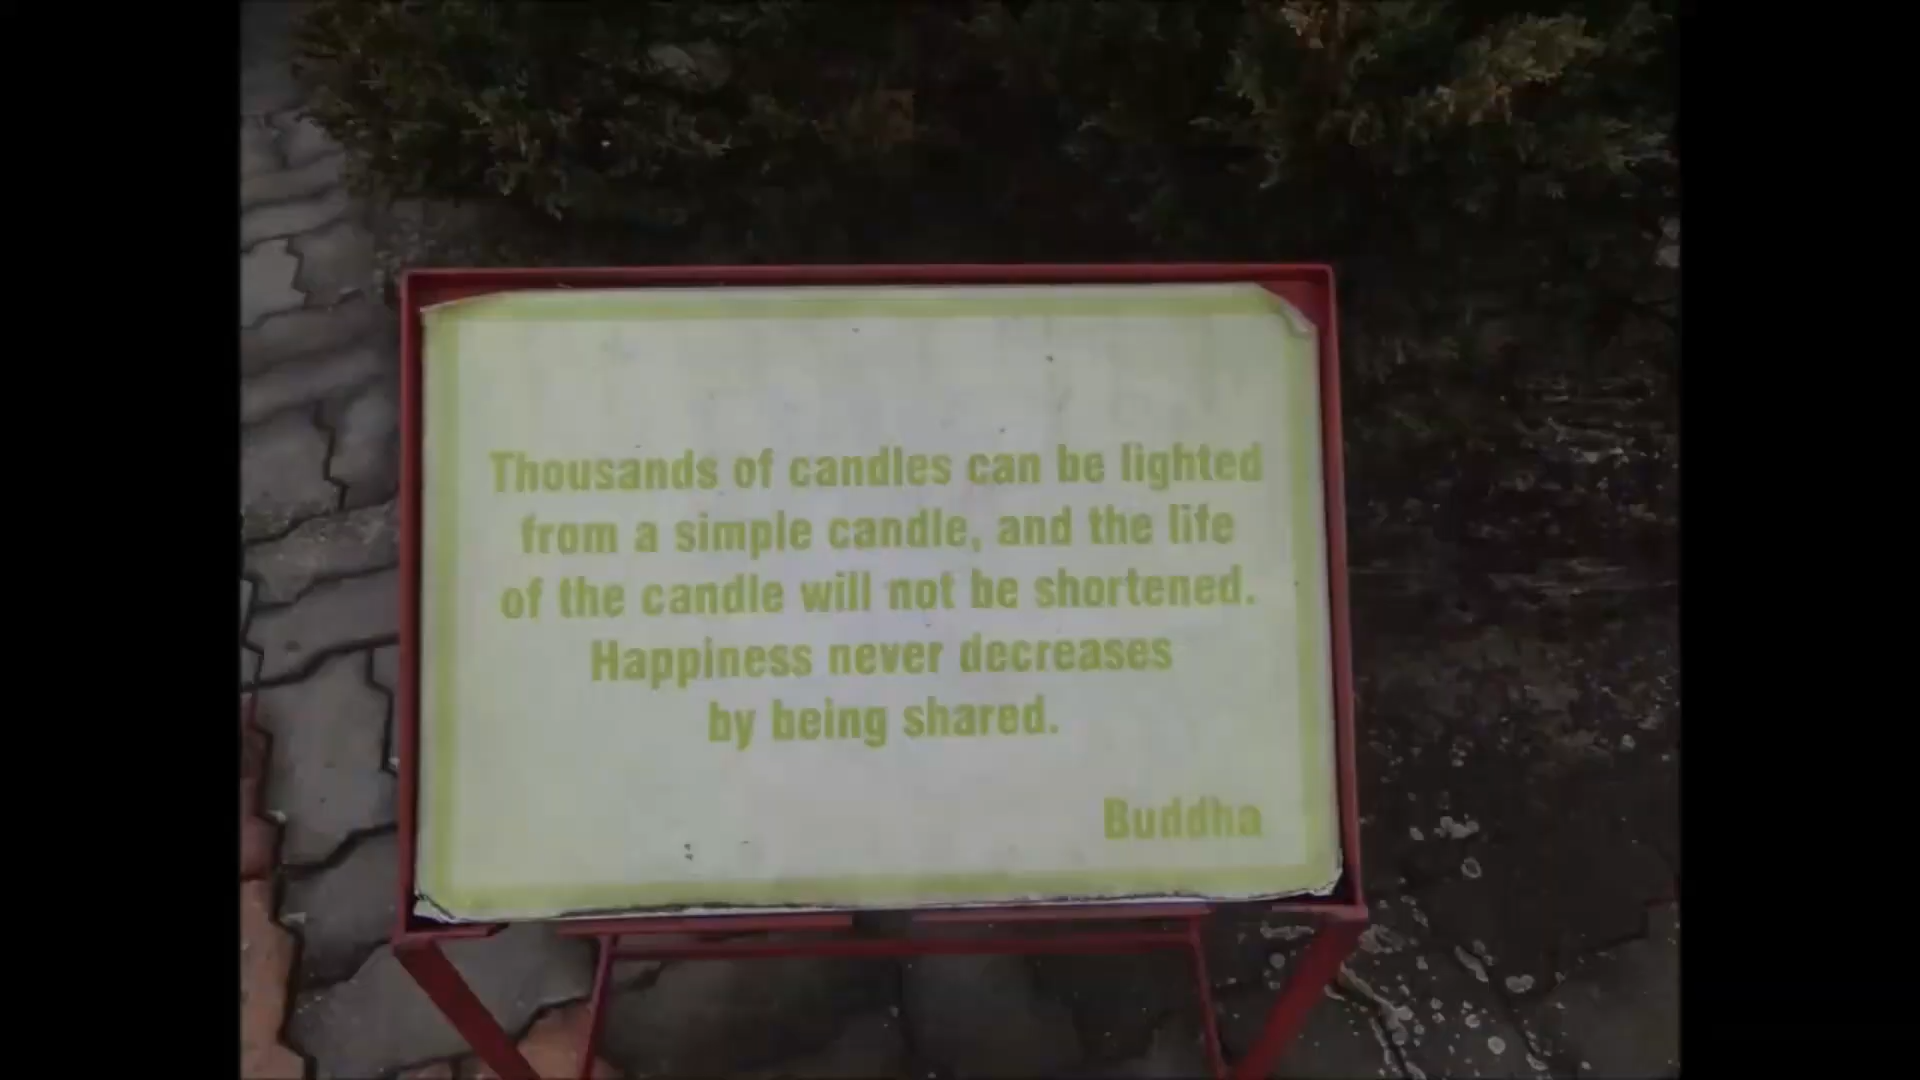 Thousands of candles can be lighted
from a simple candle, and the life
of the candle will not be shortened.
Happiness never decreases
by being shared.
Buddha